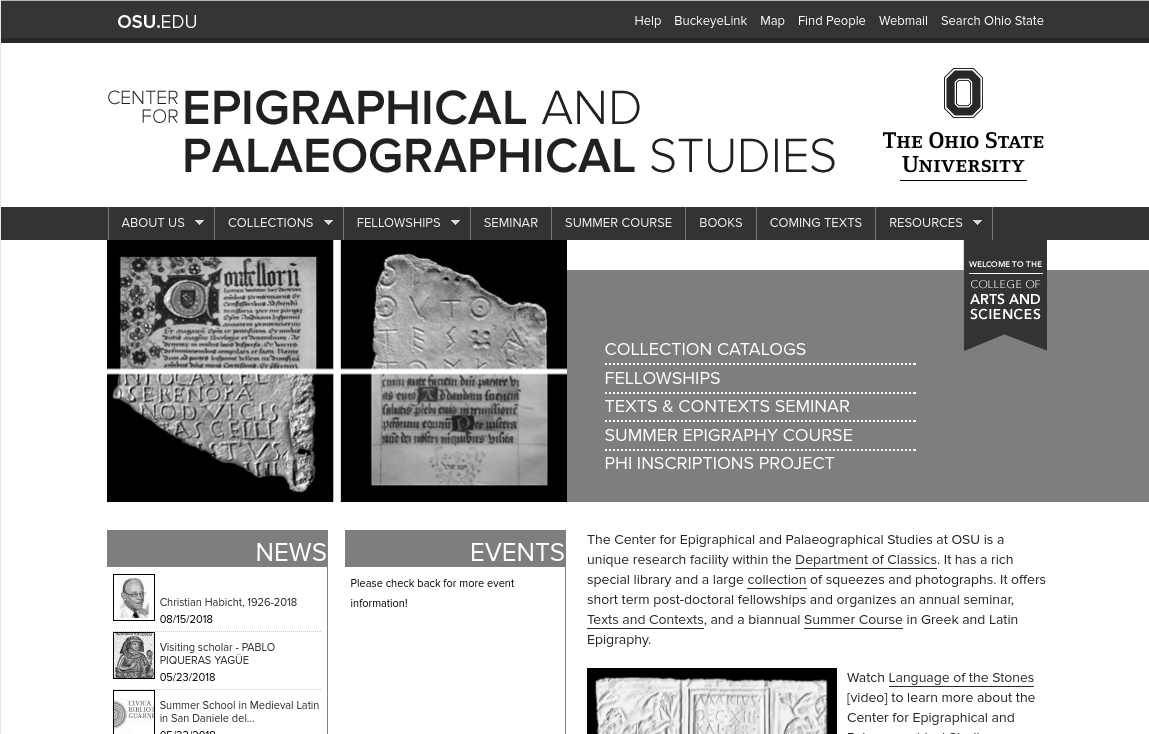 OSU.EDU
Help BuckeyeLink Map Find People Webmail Search Ohio State
CENTER FOR EPIGRAPHICAL AND
PALAEOGRAPHICAL STUDIES
THE OHIO STATE
UNIVERSITY
ABOUT US COLLECTIONS FELLOWSHIPS SEMINAR SUMMER COURSE BOOKS COMING TEXTS RESOURCES
WELCOME TO THE
COLLEGE OF
ARTS AND
SCIENCES
COLLECTION CATALOGS
FELLOWSHIPS
TEXTS & CONTEXTS SEMINAR
SUMMER EPIGRAPHY COURSE
PHI INSCRIPTIONS PROJECT
NEWS
Christian Habicht, 1926-2018
08/15/2018
Visiting scholar - PABLO
PIQUERAS YAGÜE
05/23/2018
CIVICA
BIBLIOT
GUARNE
Summer School in Medieval Latin
in San Daniele del...
05/22/2018
EVENTS
Please check back for more event
information!
The Center for Epigraphical and Palaeographical Studies at OSU is a
unique research facility within the Department of Classics. It has a rich
special library and a large collection of squeezes and photographs. It offers
short term post-doctoral fellowships and organizes an annual seminar,
Texts and Contexts, and a biannual Summer Course in Greek and Latin
Epigraphy.
Watch Language of the Stones
[video] to learn more about the
Center for Epigraphical and